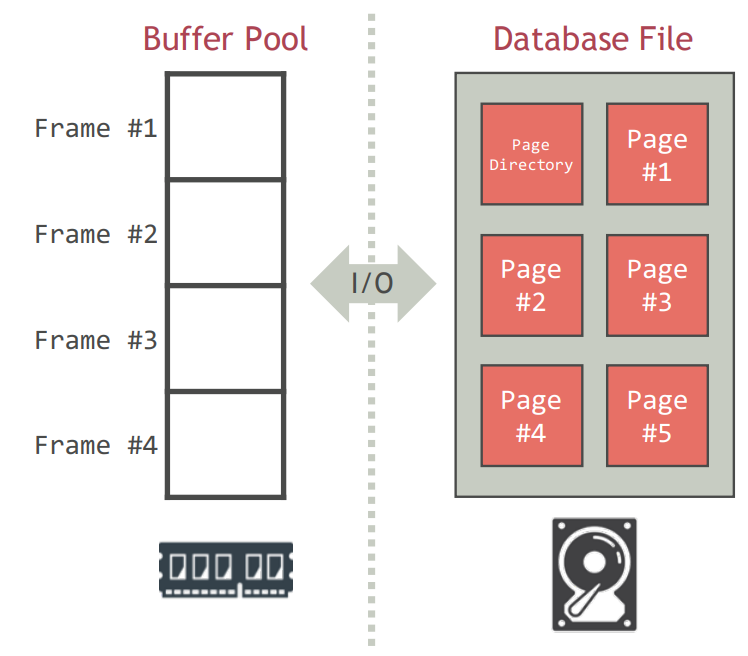 Buffer Pool
Database File
Frame #1
Frame #2
Frame #3
Frame #4
I/O
Page
Directory
Page
#1
Page
#2
Page
#3
Page
#4
Page
#5